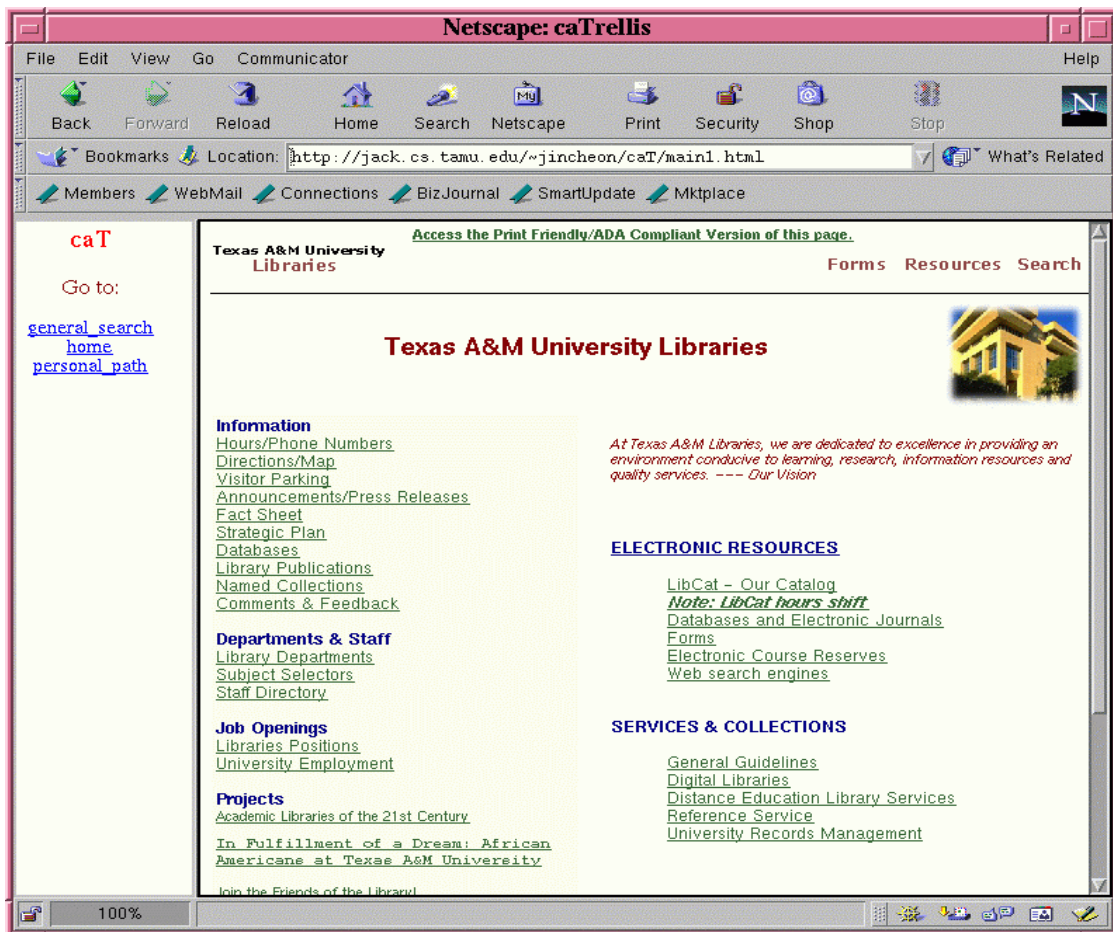 Netscape: caTrellis
File Edit View Go Communicator Help
Back Forward Reload Home Search Netscape Print Security Shop Stop
My
N
Bookmarks Location: http://jack.cs.tamu.edu/~jincheon/caT/main1.html What's Related
Members WebMail Connections BizJournal SmartUpdate Mktplace
caT
Go to:
general_search
home
personal_path
Access the Print Friendly/ADA Compliant Version of this page.
Texas A&M University
Libraries
Forms Resources Search
Texas A&M University Libraries
Information
Hours/Phone Numbers
Directions/Map
Visitor Parking
Announcements/Press Releases
Fact Sheet
Strategic Plan
Databases
Library Publications
Named Collections
Comments & Feedback
Departments & Staff
Library Departments
Subject Selectors
Staff Directory
Job Openings
Libraries Positions
University Employment
Projects
Academic Libraries of the 21st Century
In Fulfillment of a Dream: African
Americans at Texas A&M University
Join the Friends of the Library!
At Texas A&M Libraries, we are dedicated to excellence in providing an
environment conducive to learning, research, information resources and
quality services. --- Our Vision
ELECTRONIC RESOURCES
LibCat – Our Catalog
Note: LibCat hours shift
Databases and Electronic Journals
Forms
Electronic Course Reserves
Web search engines
SERVICES & COLLECTIONS
General Guidelines
Digital Libraries
Distance Education Library Services
Reference Service
University Records Management
100%